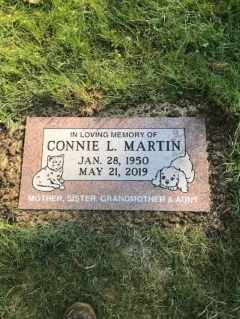 IN LOVING MEMORY OF
CONNIE L. MARTIN
JAN. 28, 1950
MAY 21, 2019
MOTHER, SISTER, GRANDMOTHER & AUNT